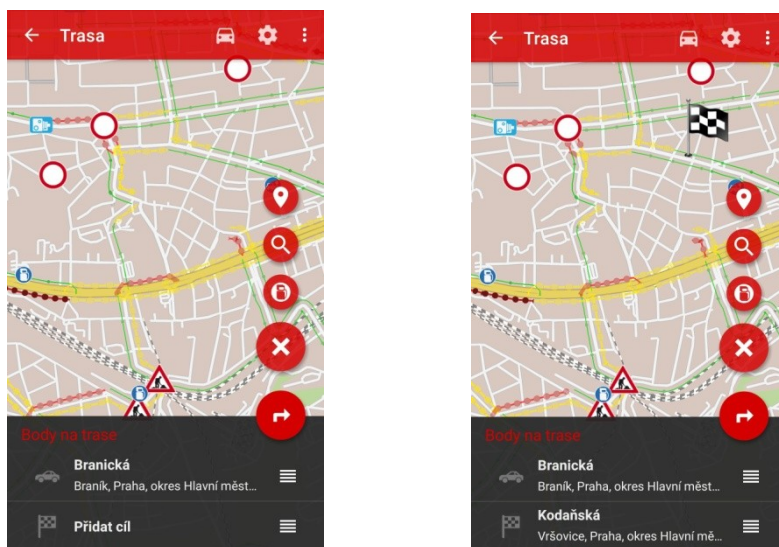 Trasa
Body na trase
Branická
Braník, Praha, okres Hlavní měst...
Přidat cíl
Trasa
Body na trase
Branická
Braník, Praha, okres Hlavní měst...
Kodaňská
Vršovice, Praha, okres Hlavní mě...